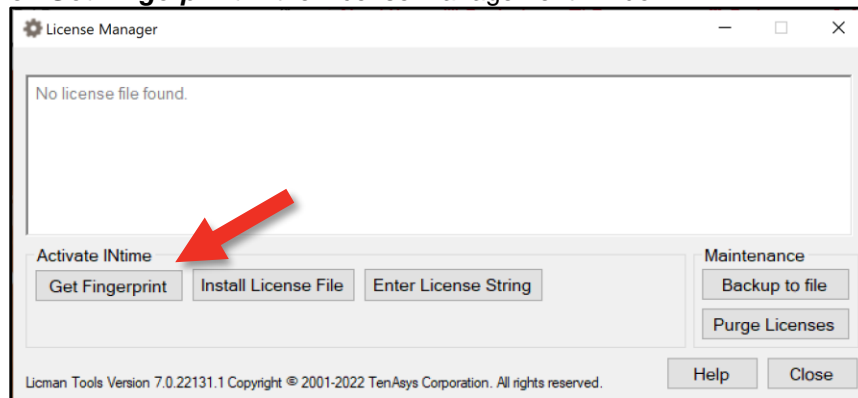 License Manager
No license file found.
Activate INtime
Get Fingerprint Install License File Enter License String
Maintenance
Backup to file
Purge Licenses
Licman Tools Version 7.0.22131.1 Copyright © 2001-2022 TenAsys Corporation. All rights reserved.
Help Close